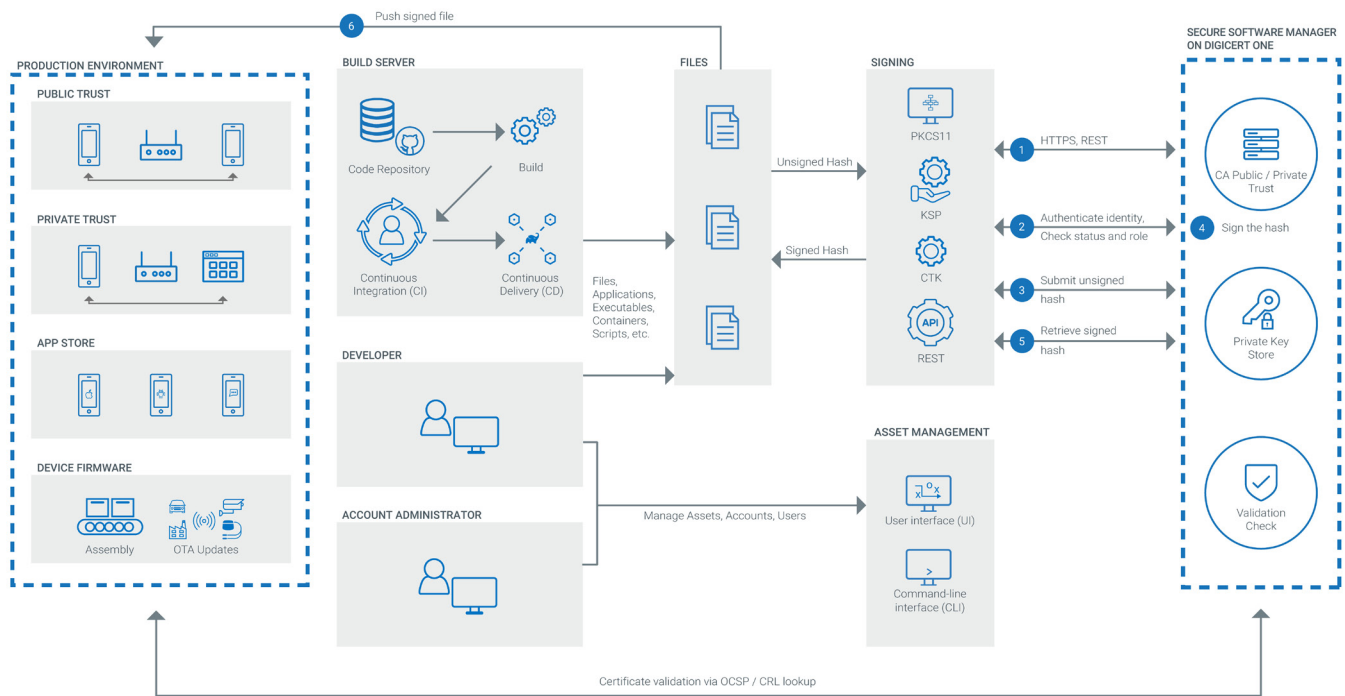 6
Push signed file
SECURE SOFTWARE MANAGER
ON DIGICERT ONE
PRODUCTION ENVIRONMENT
PUBLIC TRUST
PRIVATE TRUST
APP STORE
DEVICE FIRMWARE
Assembly
OTA Updates
BUILD SERVER
Code Repository
Build
Continuous
Integration (CI)
Continuous
Delivery (CD)
Files,
Applications,
Executables,
Containers,
Scripts, etc.
DEVELOPER
ACCOUNT ADMINISTRATOR
FILES
Unsigned Hash
Signed Hash
SIGNING
PKCS11
KSP
CTK
API
REST
1
HTTPS, REST
2
Authenticate identity,
Check status and role
3
Submit unsigned
hash
5
Retrieve signed
hash
CA Public / Private
Trust
4
Sign the hash
Private Key
Store
Validation
Check
Manage Assets, Accounts, Users
ASSET MANAGEMENT
x o x
User interface (UI)
>
Command-line
interface (CLI)
Certificate validation via OCSP / CRL lookup